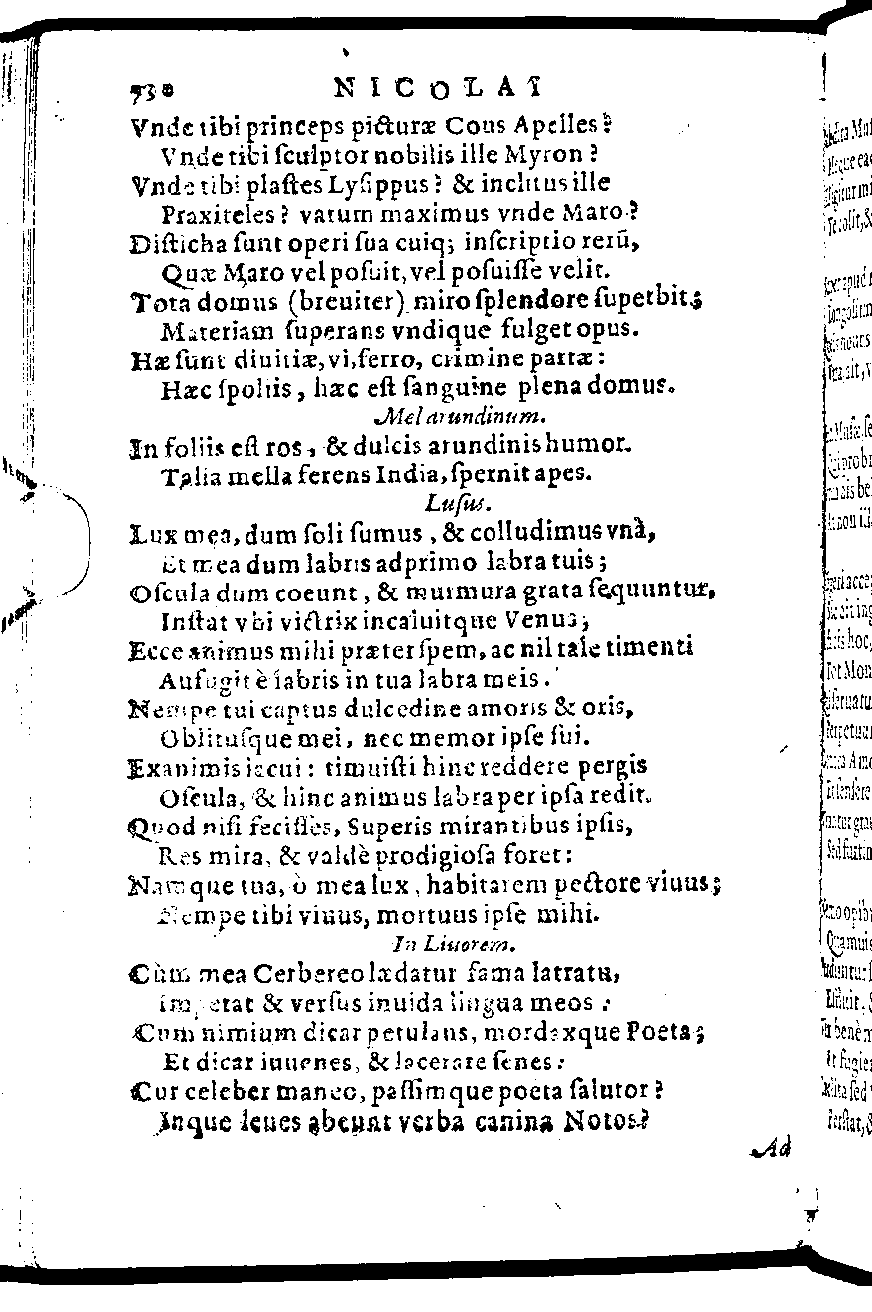 730 NICOLAI
Vnde tibi princeps picturæ Cous Apelles?
Vnde tibi ſculptor nobilis ille Myron?
Vnde tibi plaſtes Lyſippus? & inclitus ille
Praxiteles? vatum maximus vnde Maro?
Diſticha ſunt operi ſua cuiq; inſcriptio rerū,
Quæ Maro vel poſuit, vel poſuiſſe velit.
Tota domus (breuiter) miro ſplendore ſupetbit;
Materiam ſuperans vndique fulget opus.
Hæ ſunt diuitiæ, vi, ferro, crimine partæ:
Hæc ſpoliis, hæc eſt ſanguine plena domus.
Mel arundinum.
In foliis eſt ros, & dulcis arundinis humor.
Talia mella ferens India, ſpernit apes.
Luſus.
Lux mea, dum ſoli ſumus, & colludimus vnà,
Et mea dum labris adprimo labra tuis;
Oſcula dum coeunt, & murmura grata ſequuntur,
Inſtat vbi victrix incaluitque Venus;
Ecce animus mihi præter ſpem, ac nil tale timenti
Aufugit è labris in tua labra meis.
Nempe tui captus dulcedine amoris & oris,
Oblituſque mei, nec memor ipſe ſui.
Exanimis iacui: timuiſti hinc reddere pergis
Oſcula, & hinc animus labra per ipſa redit.
Quod niſi feciſſes, Superis mirantibus ipſis,
Res mira, & valdè prodigioſa foret:
Namque tua, ò mea lux, habitarem pectore viuus;
Nempe tibi viuus, mortuus ipſe mihi.
In Liuorem.
Cùm mea Cerbereo lædatur fama latratu,
Impetat & verſus inuida lingua meos:
Cum nimium dicar petulans, mordaxque Poeta;
Et dicar iuuenes, & lacerare ſenes:
Cur celeber maneo, paſſimque poeta ſalutor?
Inque leues abeunt verba canina Notos?
Ad